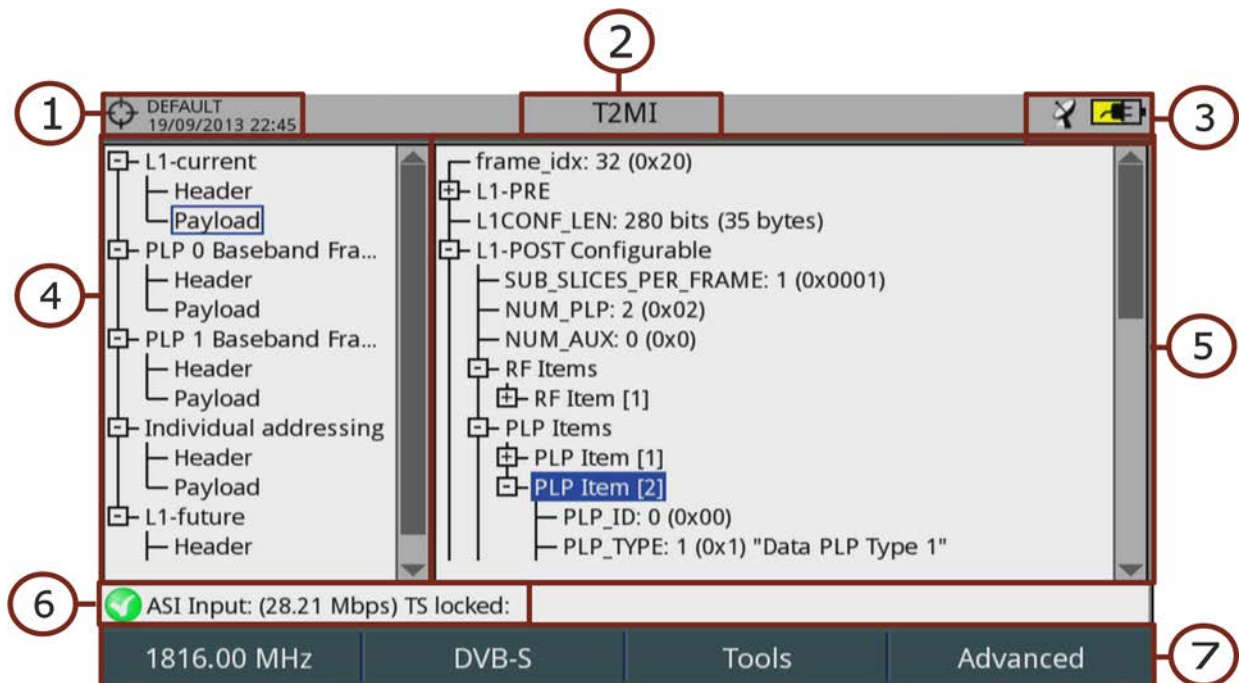 2
1
DEFAULT
19/09/2013 22:45
T2MI
3
L1-current
Header
Payload
PLP 0 Baseband Fra...
Header
Payload
PLP 1 Baseband Fra...
Header
Payload
Individual addressing
Header
Payload
L1-future
Header
4
frame_idx: 32 (0x20)
L1-PRE
L1CONF_LEN: 280 bits (35 bytes)
L1-POST Configurable
SUB_SLICES_PER_FRAME: 1 (0x0001)
NUM_PLP: 2 (0x02)
NUM_AUX: 0 (0x0)
RF Items
RF Item [1]
PLP Items
PLP Item [1]
PLP Item [2]
PLP_ID: 0 (0x00)
PLP_TYPE: 1 (0x1) "Data PLP Type 1"
5
6
ASI Input: (28.21 Mbps) TS locked:
1816.00 MHz
DVB-S
Tools
Advanced
7